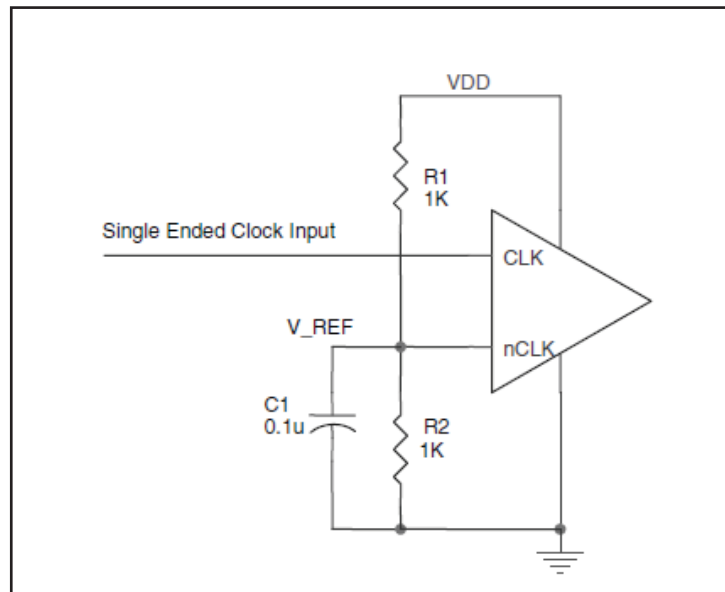 VDD
R1
1K
Single Ended Clock Input
CLK
V_REF
nCLK
C1
0.1u
R2
1K